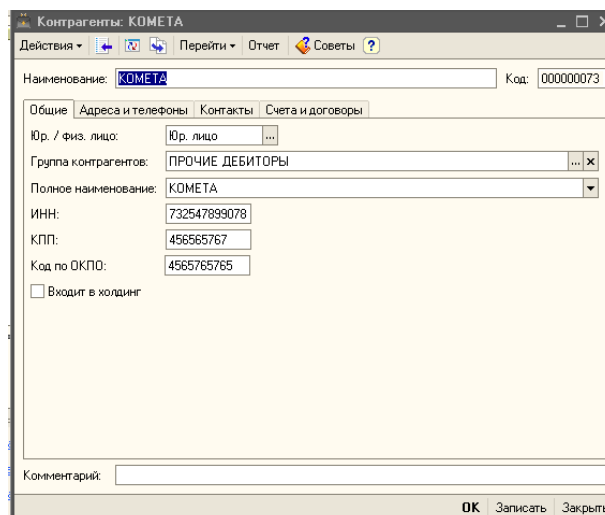 Контрагенты: КОМЕТА
Действия Перейти Отчет Советы ?
Наименование: КОМЕТА Код: 000000073
Общие Адреса и телефоны Контакты Счета и договоры
Юр. / физ. лицо: Юр. лицо ...
Группа контрагентов: ПРОЧИЕ ДЕБИТОРЫ ... x
Полное наименование: КОМЕТА
ИНН: 732547899078
КПП: 456565767
Код по ОКПО: 4565765765
Входит в холдинг
Комментарий:
OK Записать Закрыть